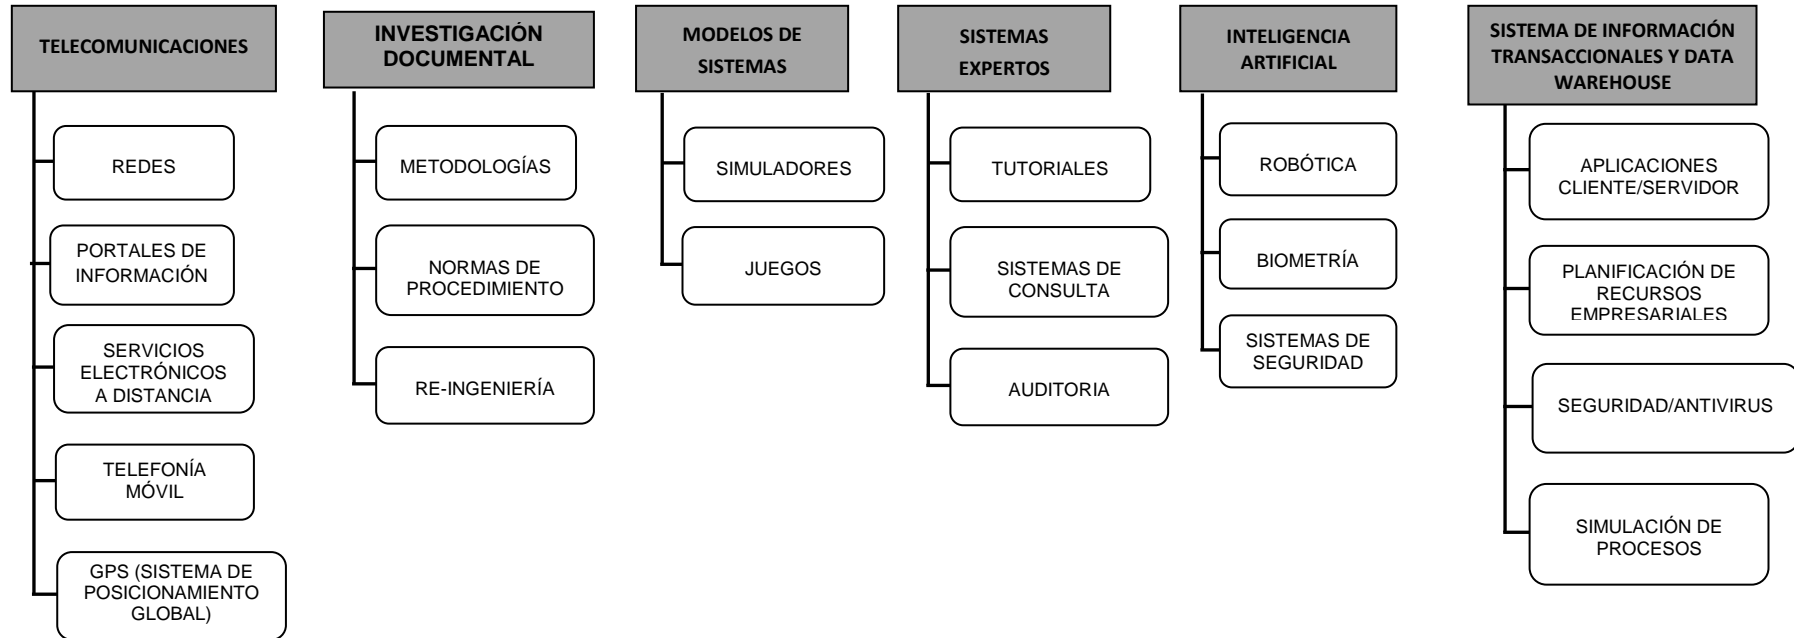 TELECOMUNICACIONES
REDES
PORTALES DE
INFORMACIÓN
SERVICIOS
ELECTRÓNICOS
A DISTANCIA
TELEFONÍA
MÓVIL
GPS (SISTEMA DE
POSICIONAMIENTO
GLOBAL)
INVESTIGACIÓN
DOCUMENTAL
METODOLOGÍAS
NORMAS DE
PROCEDIMIENTO
RE-INGENIERÍA
MODELOS DE
SISTEMAS
SIMULADORES
JUEGOS
SISTEMAS
EXPERTOS
TUTORIALES
SISTEMAS DE
CONSULTA
AUDITORIA
INTELIGENCIA
ARTIFICIAL
ROBÓTICA
BIOMETRÍA
SISTEMAS DE
SEGURIDAD
SISTEMA DE INFORMACIÓN
TRANSACCIONALES Y DATA
WAREHOUSE
APLICACIONES
CLIENTE/SERVIDOR
PLANIFICACIÓN DE
RECURSOS
EMPRESARIALES
SEGURIDAD/ANTIVIRUS
SIMULACIÓN DE
PROCESOS